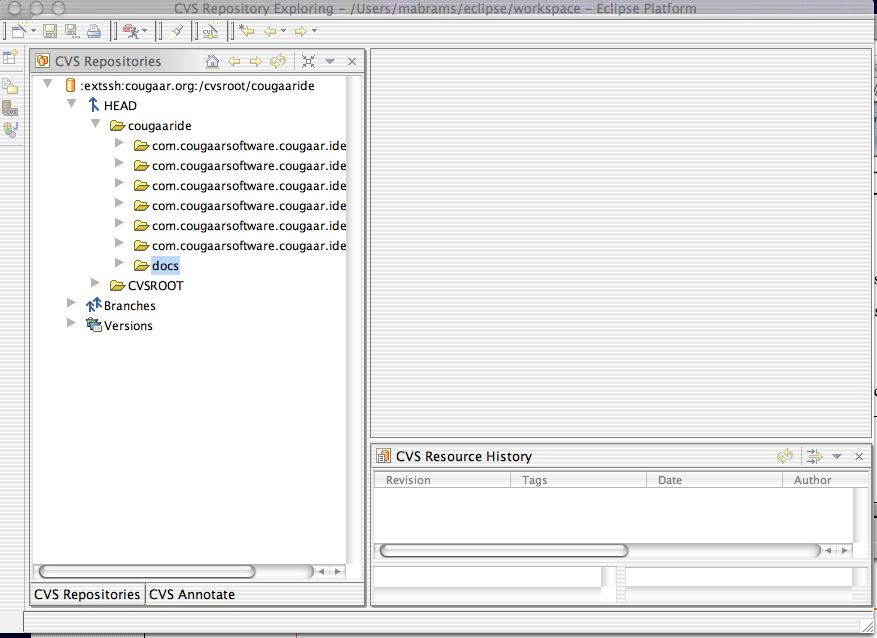 CVS Repository Exploring – /Users/mabrams/eclipse/workspace – Eclipse Platform
CVS Repositories
:extssh:cougaar.org:/cvsroot/cougaaride
HEAD
cougaaride
com.cougaarsoftware.cougaar.ide
com.cougaarsoftware.cougaar.ide
com.cougaarsoftware.cougaar.ide
com.cougaarsoftware.cougaar.ide
com.cougaarsoftware.cougaar.ide
com.cougaarsoftware.cougaar.ide
docs
CVSROOT
Branches
Versions
CVS Repositories CVS Annotate
CVS Resource History
Revision Tags Date Author